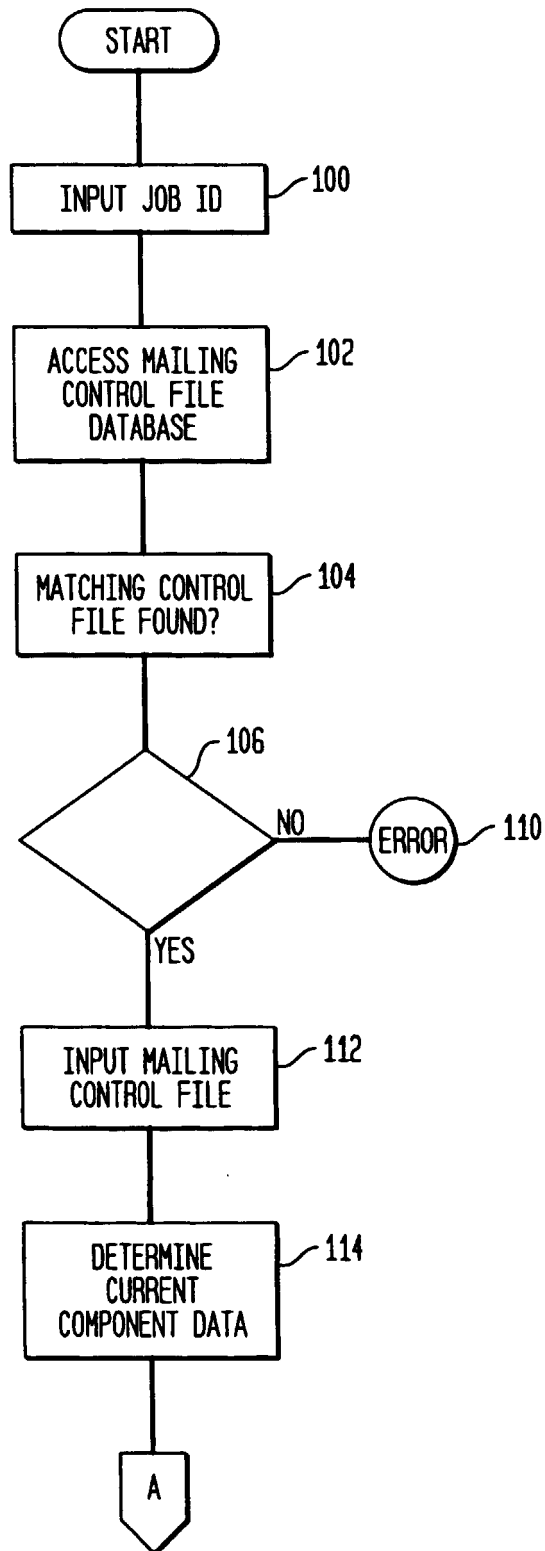 START
INPUT JOB ID
100
ACCESS MAILING
CONTROL FILE
DATABASE
102
MATCHING CONTROL
FILE FOUND?
104
106
NO
ERROR
110
YES
INPUT MAILING
CONTROL FILE
112
DETERMINE
CURRENT
COMPONENT DATA
114
A